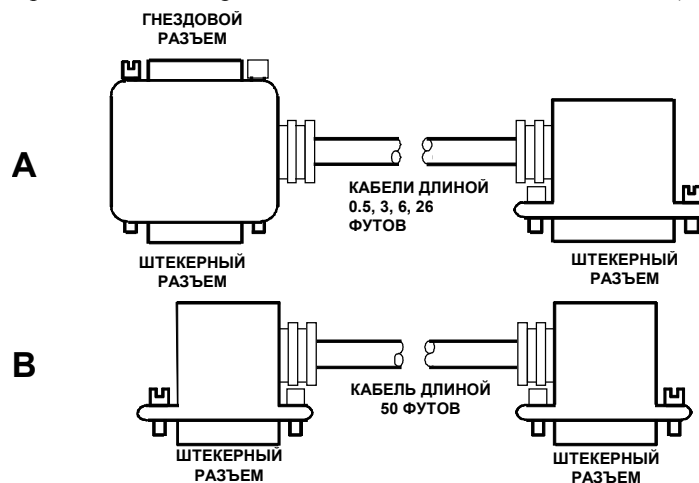 ГНЕЗДОВОЙ
РАЗЪЕМ
A
КАБЕЛИ ДЛИНОЙ
0.5, 3, 6, 26
ФУТОВ
ШТЕКЕРНЫЙ
РАЗЪЕМ
ШТЕКЕРНЫЙ
РАЗЪЕМ
B
КАБЕЛЬ ДЛИНОЙ
50 ФУТОВ
ШТЕКЕРНЫЙ
РАЗЪЕМ
ШТЕКЕРНЫЙ
РАЗЪЕМ